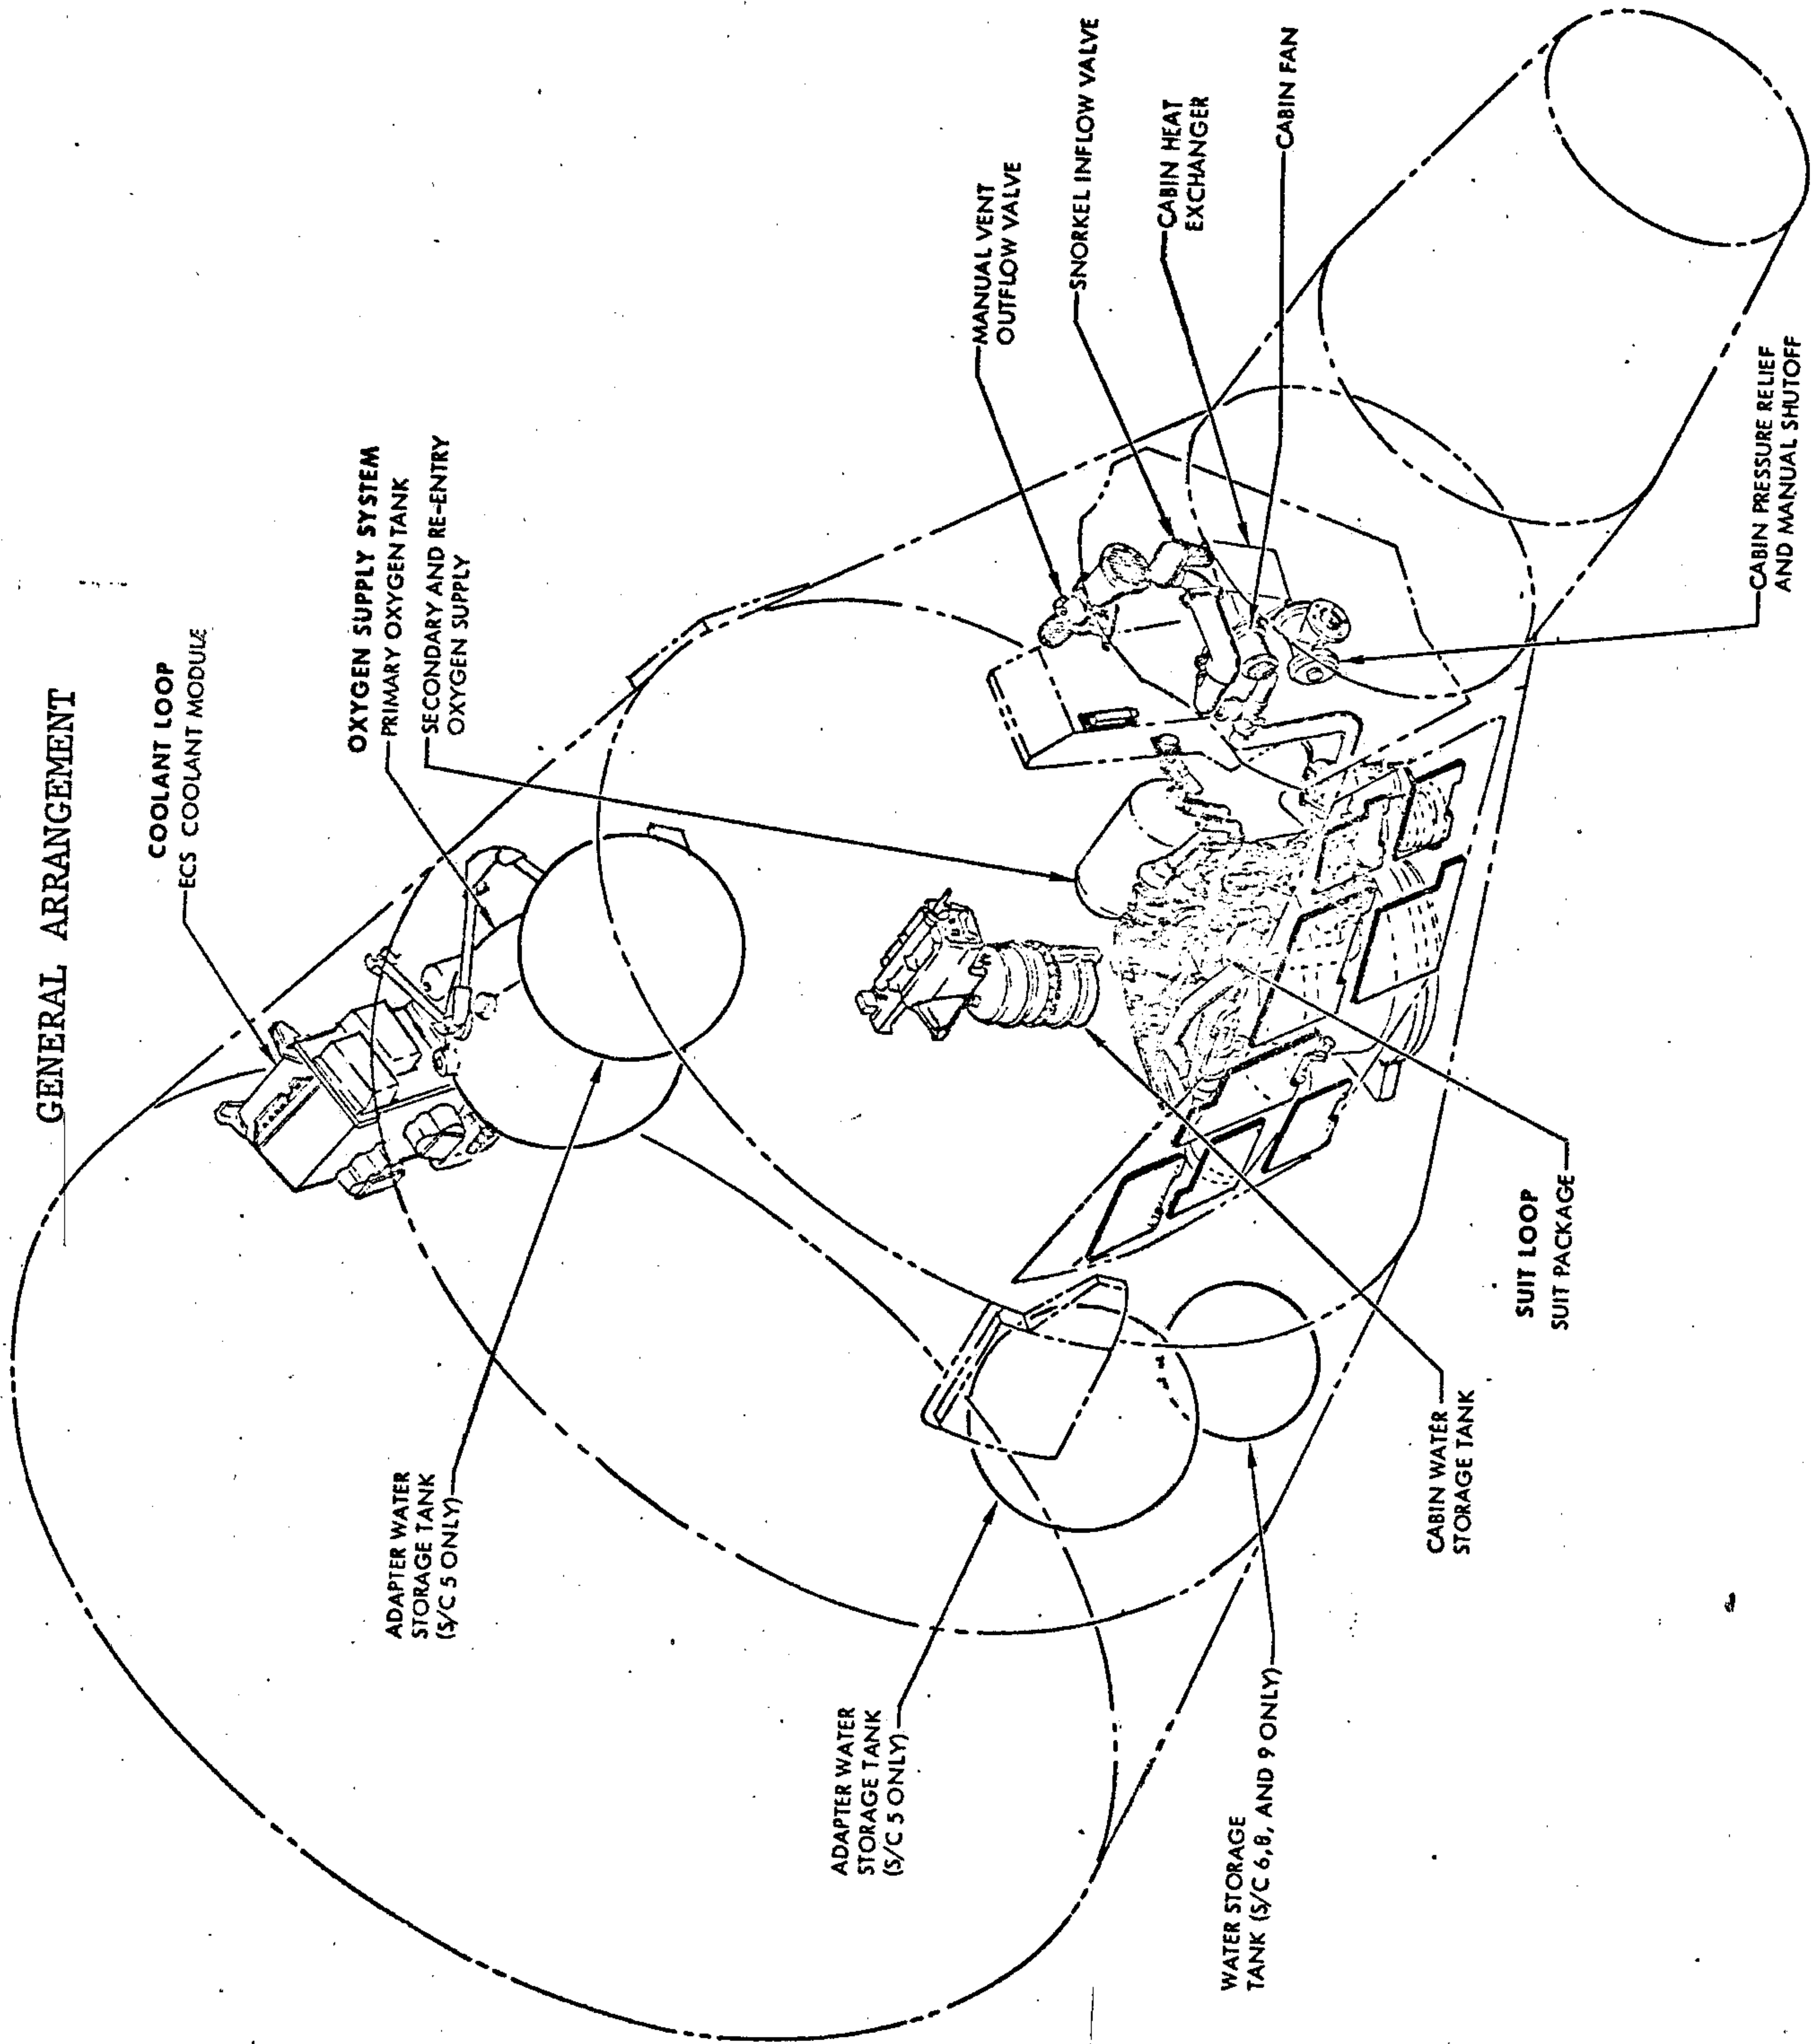 GENERAL ARRANGEMENT
COOLANT LOOP
ECS COOLANT MODULE
OXYGEN SUPPLY SYSTEM
PRIMARY OXYGEN TANK
SECONDARY AND RE-ENTRY
OXYGEN SUPPLY
MANUAL VENT
OUTFLOW VALVE
SNORKEL INFLOW VALVE
CABIN HEAT
EXCHANGER
CABIN FAN
CABIN PRESSURE RELIEF
AND MANUAL SHUTOFF
ADAPTER WATER
STORAGE TANK
(S/C 5 ONLY)
ADAPTER WATER
STORAGE TANK
(S/C 5 ONLY)
WATER STORAGE
TANK (S/C 6,8, AND 9 ONLY)
CABIN WATER
STORAGE TANK
SUIT LOOP
SUIT PACKAGE